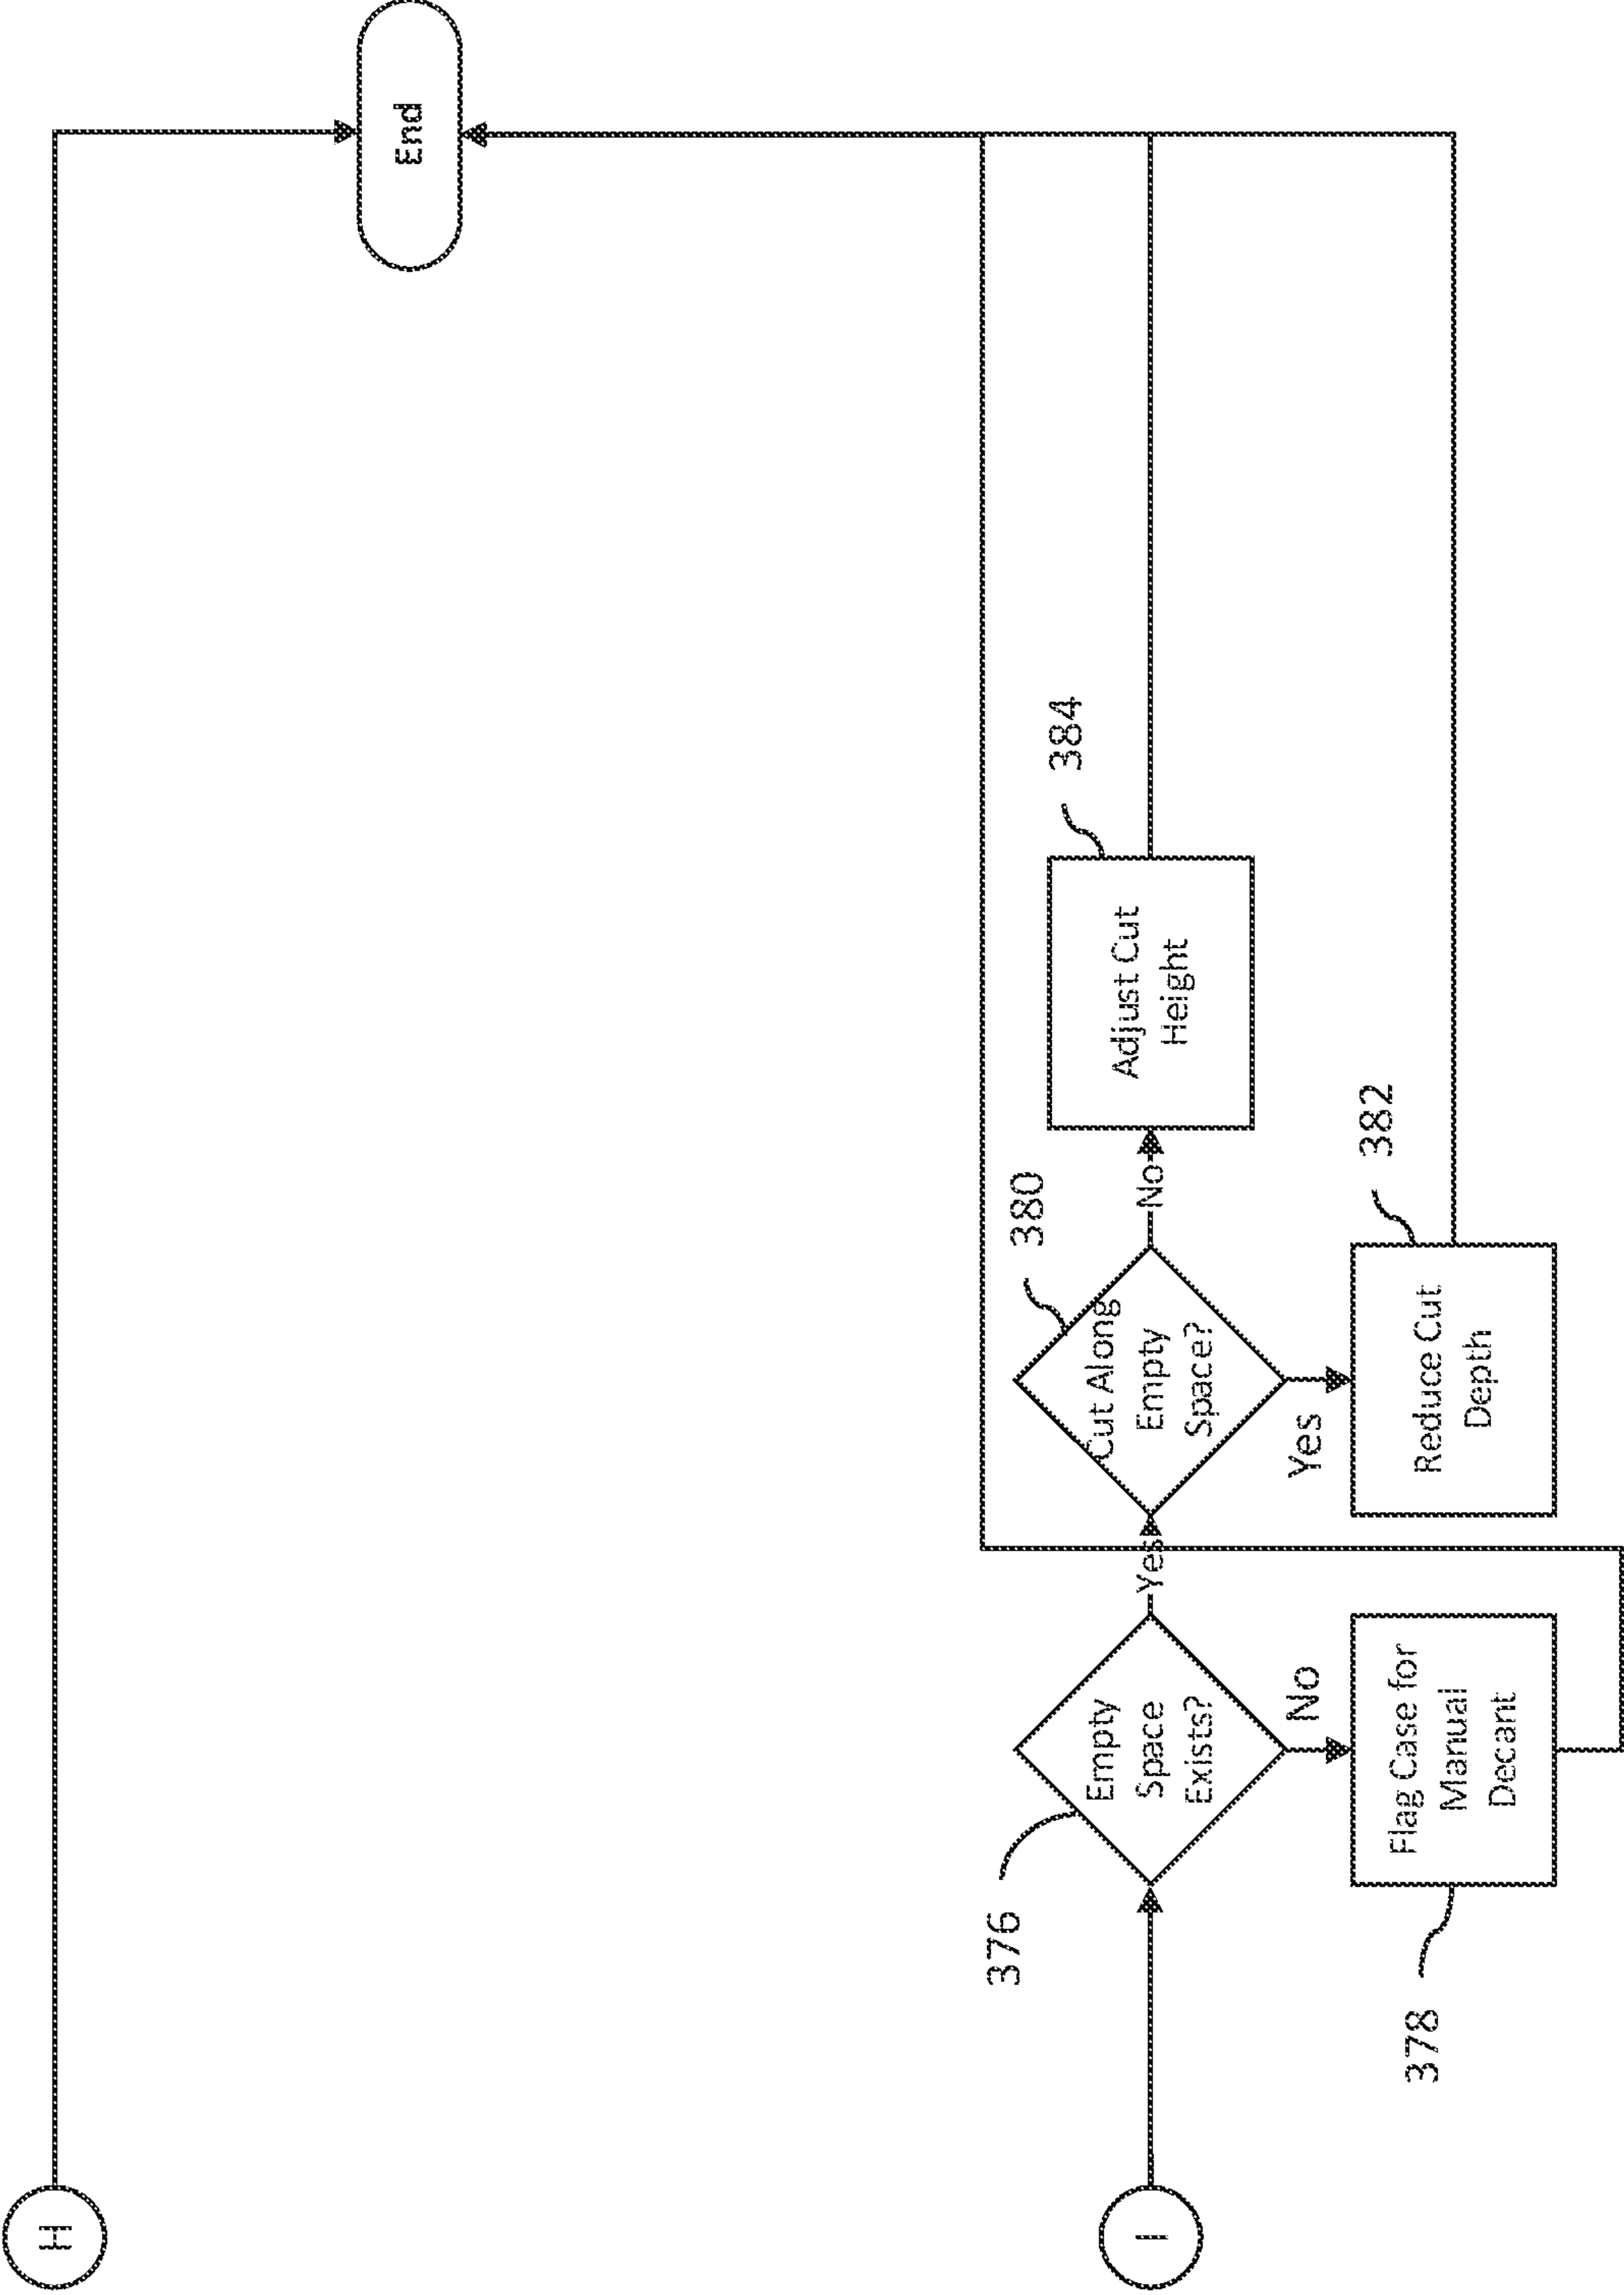 H
End
I
376
Empty
Space
Exists?
Yes
No
378
Flag Case for
Manual
Decant
380
Cut Along
Empty
Space?
No
Yes
382
Reduce Cut
Depth
384
Adjust Cut
Height